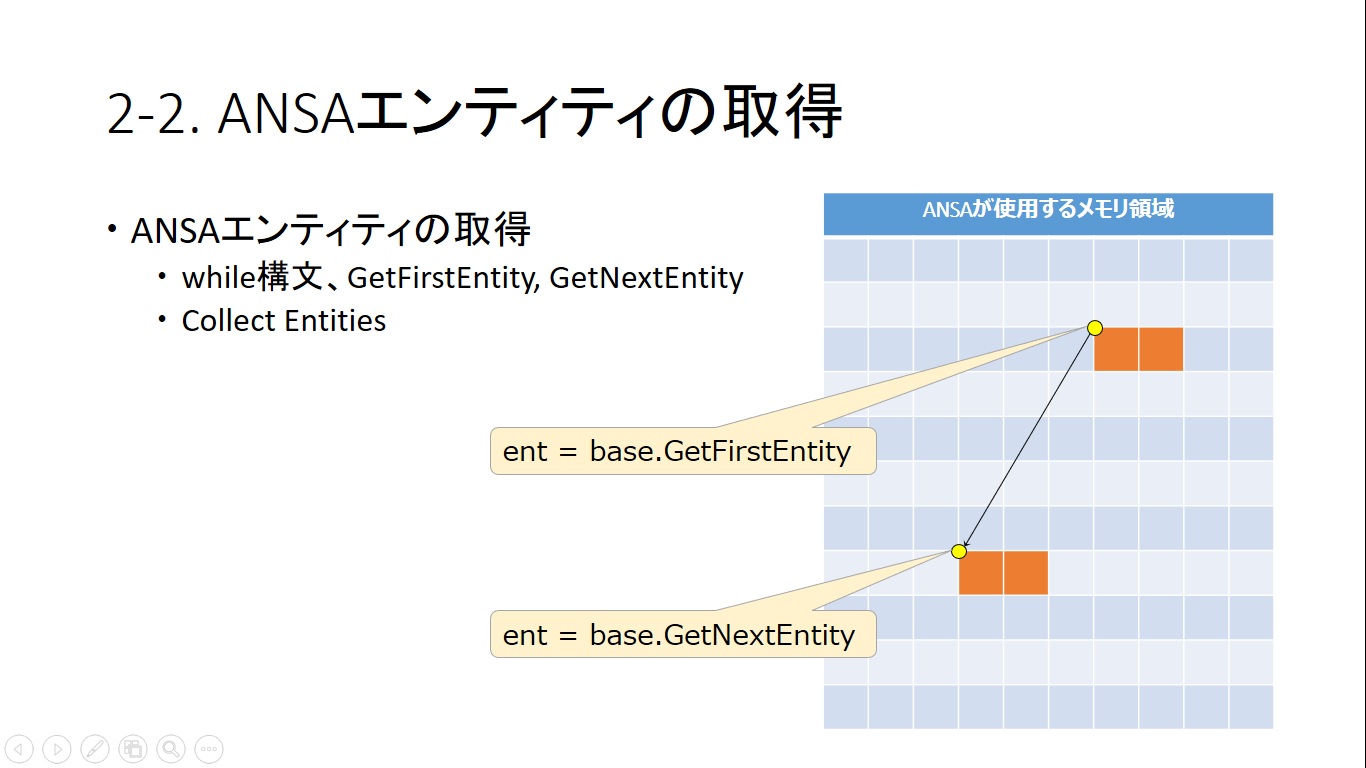 2-2. ANSAエンティティの取得
• ANSAエンティティの取得
• while構文、GetFirstEntity, GetNextEntity
• Collect Entities
ANSAが使用するメモリ領域
ent = base.GetFirstEntity
ent = base.GetNextEntity